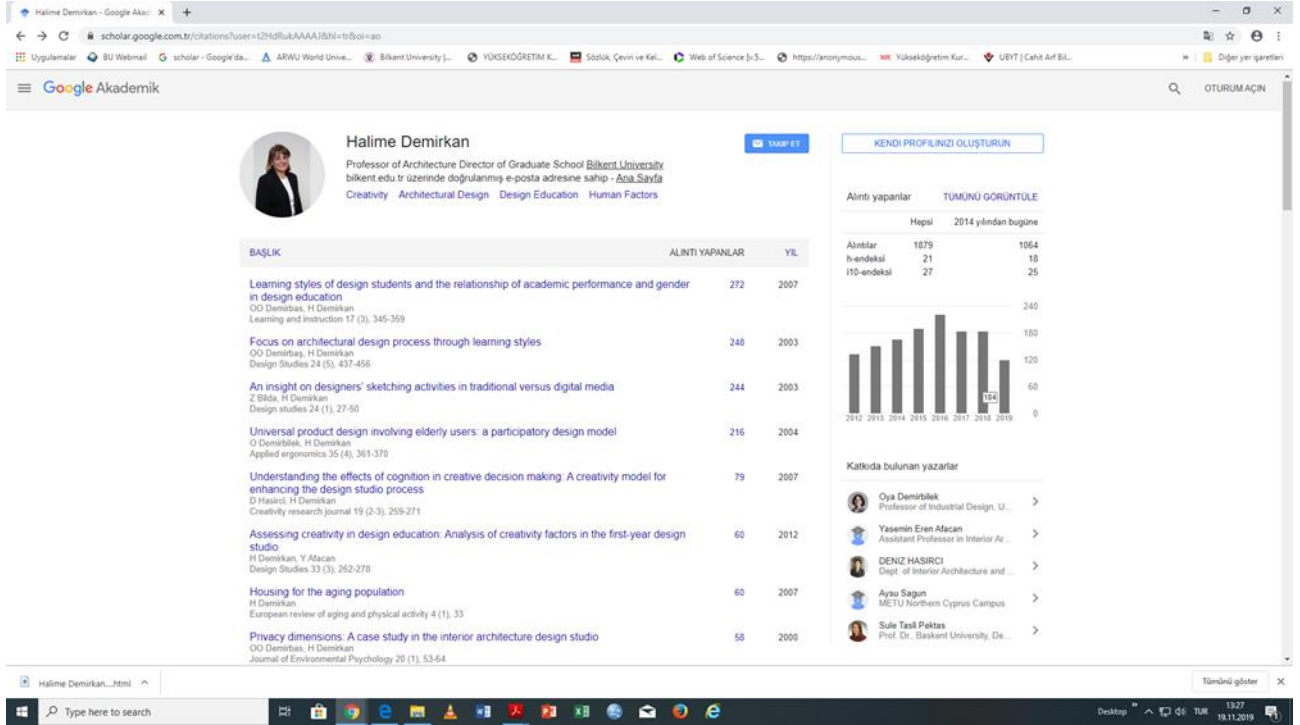 Halime Demirkan - Google Akad
scholar.google.com.tr/citations?user=t2HdRukAAAAJ&hl=tr&oi=ao
Uygulamalar BU Webmail scholar - Google'da... ARWU World Unive... Bilkent University |... YÜKSEKÖĞRETİM K... Sözlük, Çeviri ve Kel... Web of Science [v.5... https://anonymous... Yükseköğretim Kur... UBYT | Cahit Arf Bil... » Diğer yer işaretleri
Google Akademik OTURUM AÇIN
Halime Demirkan
TAKIP ET
Professor of Architecture Director of Graduate School Bilkent University
bilkent.edu.tr üzerinde doğrulanmış e-posta adresine sahip - Ana Sayfa
Creativity Architectural Design Design Education Human Factors
BAŞLIK ALINTI YAPANLAR YIL
Learning styles of design students and the relationship of academic performance and gender 272 2007
in design education
OO Demirbas, H Demirkan
Learning and instruction 17 (3), 345-359
Focus on architectural design process through learning styles 248 2003
OO Demirbaş, H Demirkan
Design Studies 24 (5), 437-456
An insight on designers' sketching activities in traditional versus digital media 244 2003
Z Bilda, H Demirkan
Design studies 24 (1), 27-50
Universal product design involving elderly users: a participatory design model 216 2004
O Demirbilek, H Demirkan
Applied ergonomics 35 (4), 361-370
Understanding the effects of cognition in creative decision making: A creativity model for 79 2007
enhancing the design studio process
D Hasirci, H Demirkan
Creativity research journal 19 (2-3), 259-271
Assessing creativity in design education: Analysis of creativity factors in the first-year design 60 2012
studio
H Demirkan, Y Afacan
Design Studies 33 (3), 262-278
Housing for the aging population 60 2007
H Demirkan
European review of aging and physical activity 4 (1), 33
Privacy dimensions: A case study in the interior architecture design studio 58 2000
OO Demirbas, H Demirkan
Journal of Environmental Psychology 20 (1), 53-64
KENDI PROFILINIZI OLUŞTURUN
Alıntı yapanlar TÜMÜNÜ GÖRÜNTÜLE
Hepsi 2014 yılından bugüne
Alıntılar 1879 1064
h-endeksi 21 18
i10-endeksi 27 25
240
180
120
60
184
0
2012 2013 2014 2015 2016 2017 2018 2019
Katkıda bulunan yazarlar
Oya Demirbilek
Professor of Industrial Design, U...
Yasemin Eren Afacan
Assistant Professor in Interior Ar...
DENIZ HASIRCI
Dept. of Interior Architecture and ...
Aysu Sagun
METU Northern Cyprus Campus
Sule Tasli Pektas
Prof. Dr., Baskent University, De...
Halime Demirkan....html Tümünü göster
Type here to search
Desktop » TUR 13:27
19.11.2019